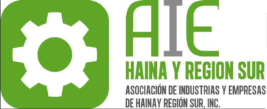 AIE
HAINA Y REGION SUR
ASOCIACIÓN DE INDUSTRIAS Y EMPRESAS
DE HAINA Y REGIÓN SUR, INC.